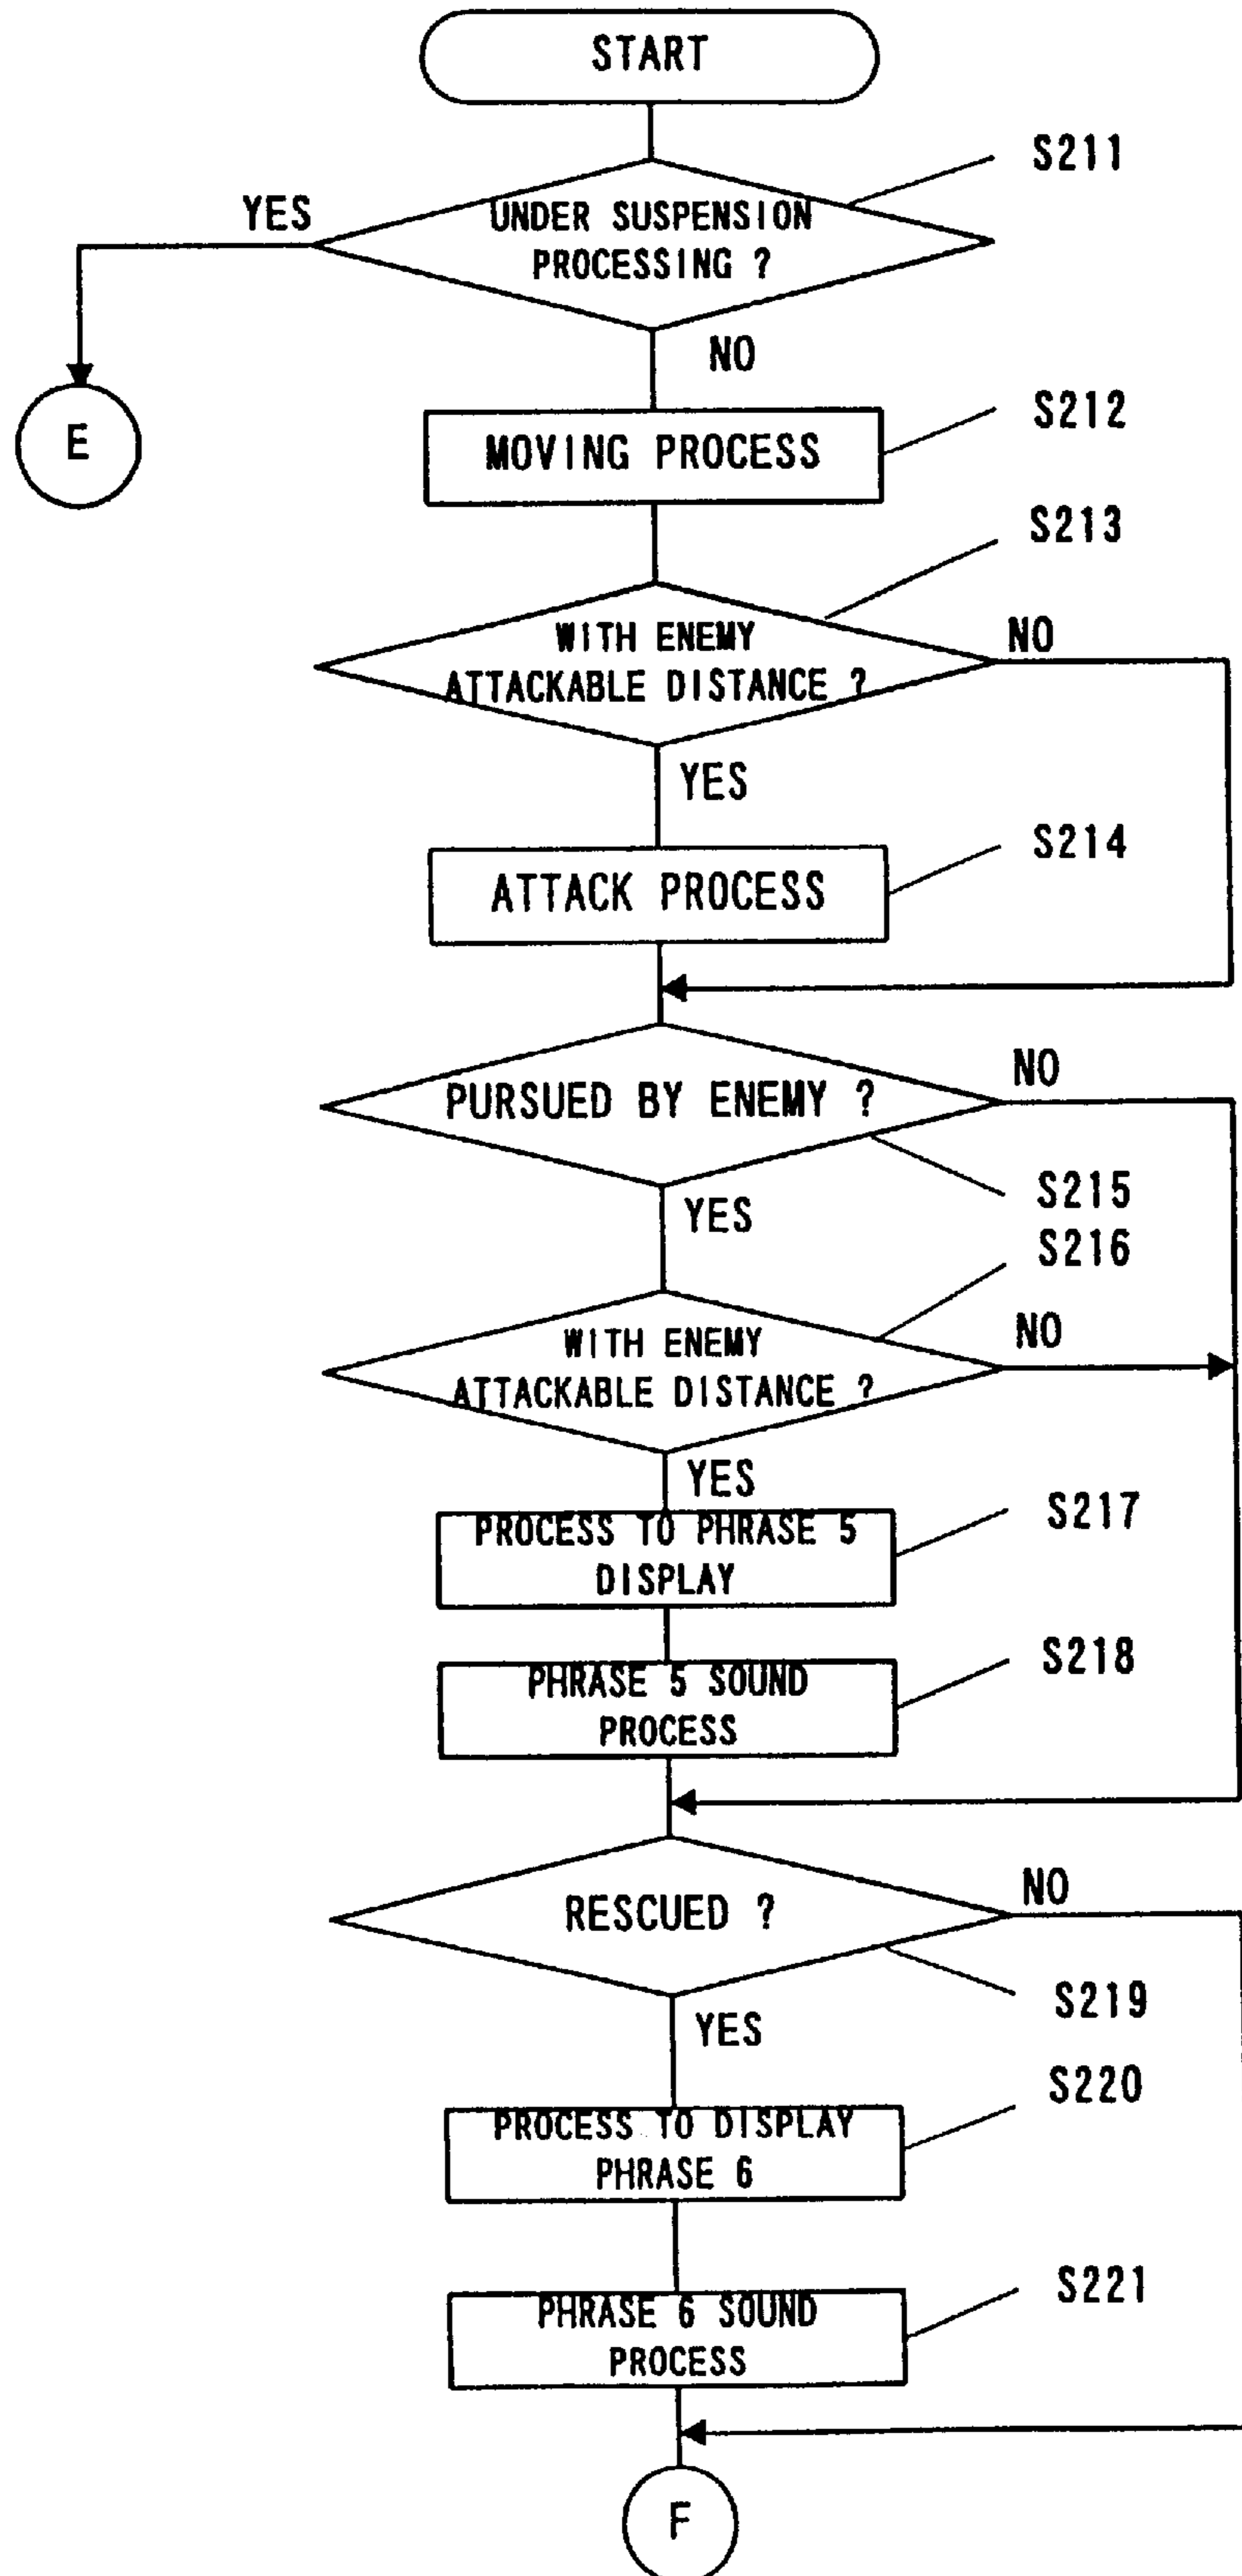 START
S211
YES
UNDER SUSPENSION
PROCESSING ?
NO
E
S212
MOVING PROCESS
S213
WITH ENEMY
NO
ATTACKABLE DISTANCE ?
YES
S214
ATTACK PROCESS
NO
PURSUED BY ENEMY ?
S215
YES
S216
WITH ENEMY
NO
ATTACKABLE DISTANCE ?
YES
S217
PROCESS TO PHRASE 5
DISPLAY
S218
PHRASE 5 SOUND
PROCESS
NO
RESCUED ?
S219
YES
S220
PROCESS TO DISPLAY
PHRASE 6
S221
PHRASE 6 SOUND
PROCESS
F